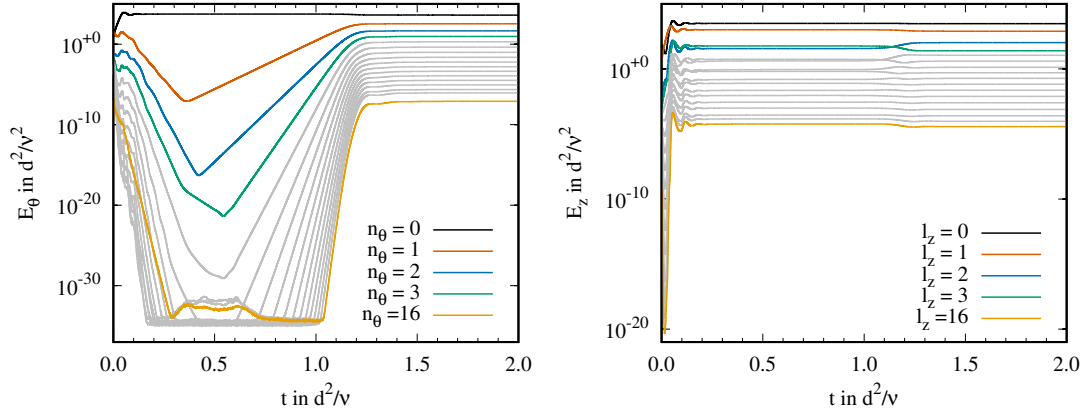 E_θ in d²/ν²
10⁺⁰
10⁻¹⁰
10⁻²⁰
10⁻³⁰
n_θ = 0
n_θ = 1
n_θ = 2
n_θ = 3
n_θ =16
0.0 0.5 1.0 1.5 2.0
t in d²/ν
E_z in d²/ν²
10⁺⁰
10⁻¹⁰
10⁻²⁰
l_z = 0
l_z = 1
l_z = 2
l_z = 3
l_z =16
0.0 0.5 1.0 1.5 2.0
t in d²/ν